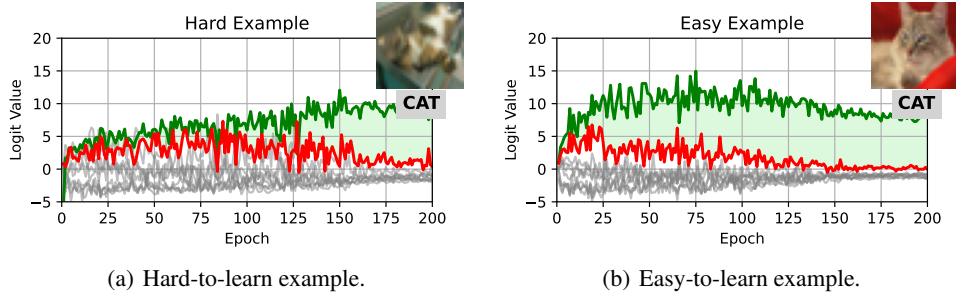 Hard Example
20
15
10
5
0
−5
Logit Value
CAT
0 25 50 75 100 125 150 175 200
Epoch
(a) Hard-to-learn example.
Easy Example
20
15
10
5
0
−5
Logit Value
CAT
0 25 50 75 100 125 150 175 200
Epoch
(b) Easy-to-learn example.